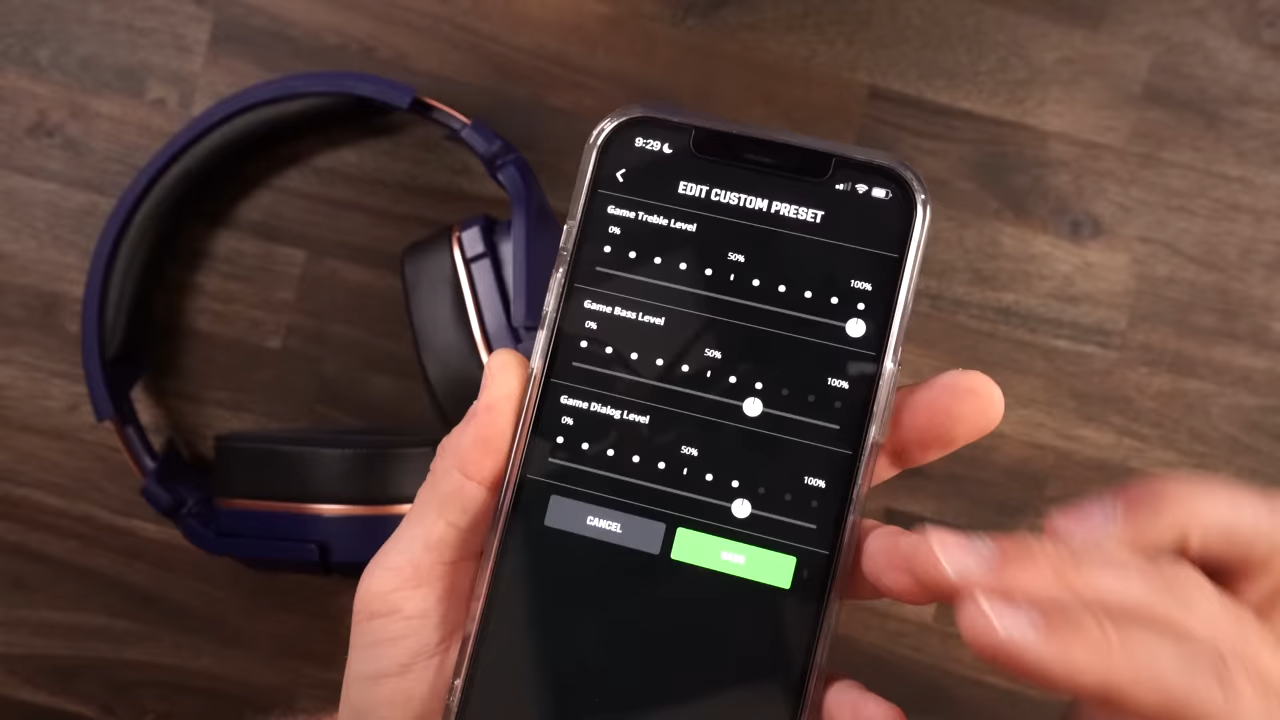 9:29
EDIT CUSTOM PRESET
Game Treble Level
0%
50%
100%
Game Bass Level
0%
50%
100%
Game Dialog Level
0%
50%
100%
CANCEL